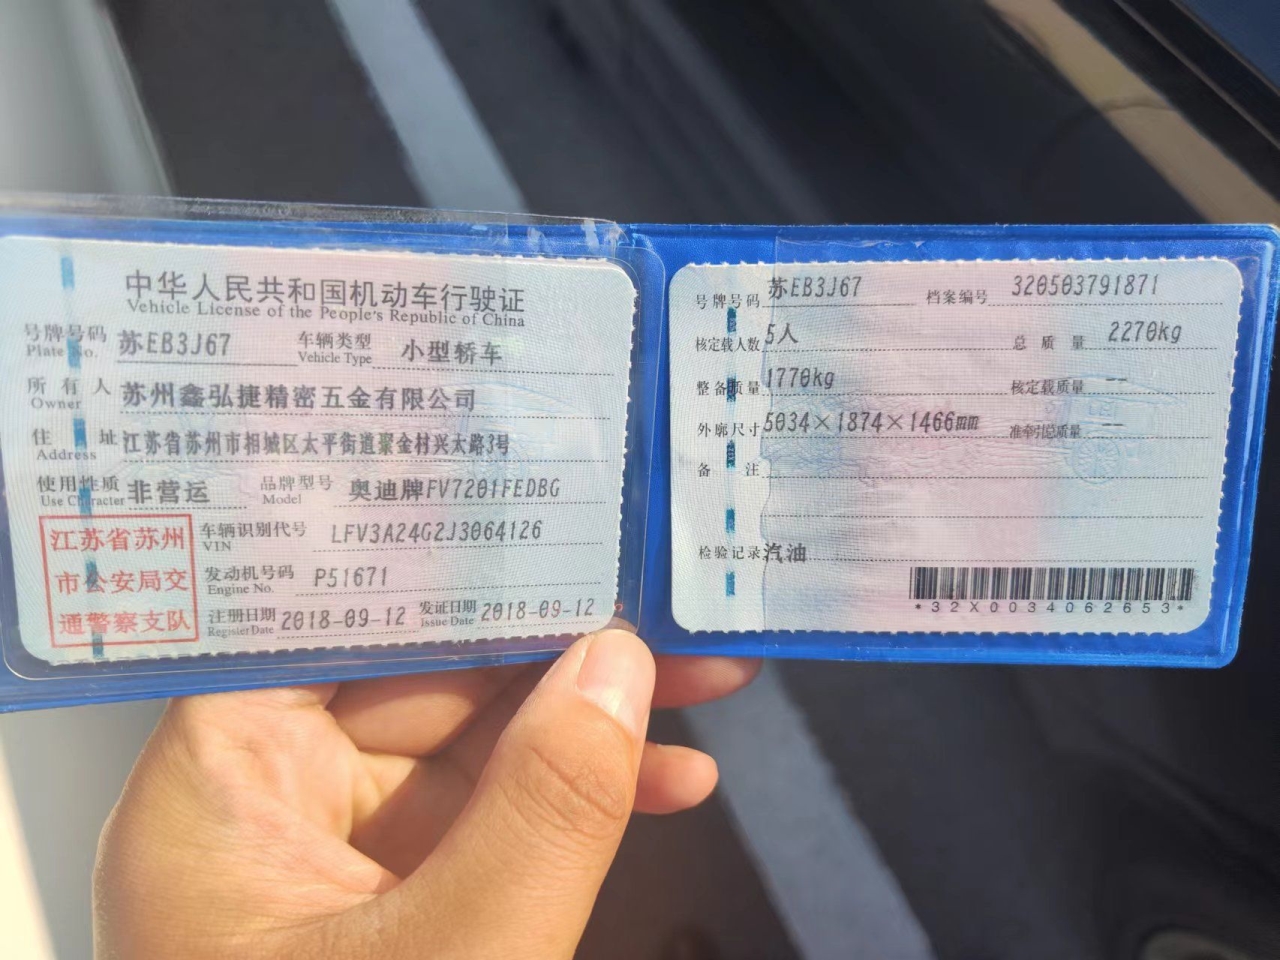 中华人民共和国机动车行驶证
Vehicle License of the People's Republic of China
号牌号码 苏EB3J67 车辆类型 小型轿车
Plate No. Vehicle Type
所有人 苏州鑫弘捷精密五金有限公司
Owner
住址 江苏省苏州市相城区太平街道聚金村兴太路3号
Address
使用性质 非营运 品牌型号 奥迪牌FV7201FEDBG
Use Character Model
江苏省苏州
市公安局交
通警察支队
车辆识别代号 LFV3A24G2J3064126
VIN
发动机号码 P51671
Engine No.
注册日期 2018-09-12 发证日期 2018-09-12
Register Date Issue Date
号牌号码 苏EB3J67 档案编号 320503791871
核定载人数 5人 总质量 2270kg
整备质量 1770kg 核定载质量 --
外廓尺寸 5034×1874×1466mm 准牵引总质量 --
备注
检验记录 汽油
*32X0034062653*